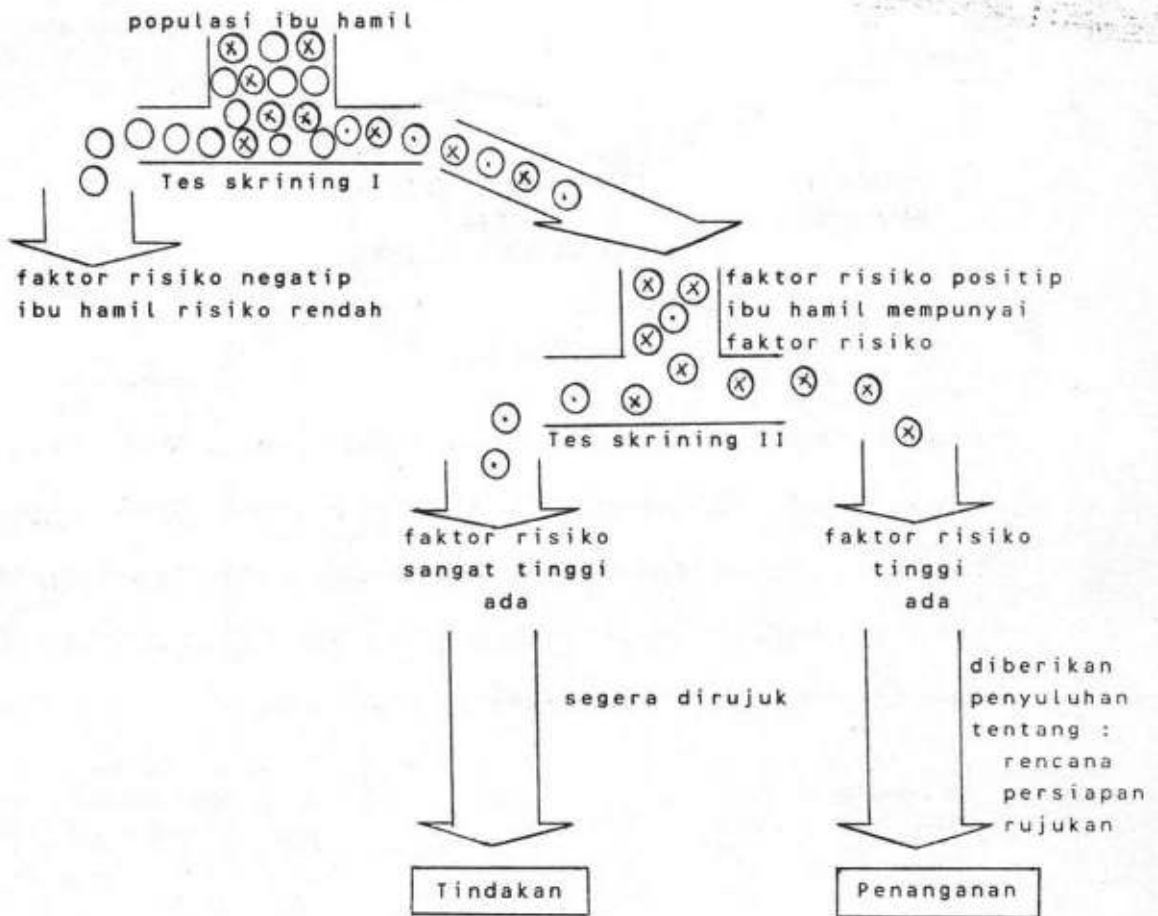 populasi ibu hamil
Tes skrining I
faktor risiko negatip
ibu hamil risiko rendah
faktor risiko positip
ibu hamil mempunyai
faktor risiko
Tes skrining II
faktor risiko
sangat tinggi
ada
faktor risiko
tinggi
ada
segera dirujuk
diberikan
penyuluhan
tentang :
rencana
persiapan
rujukan
Tindakan
Penanganan